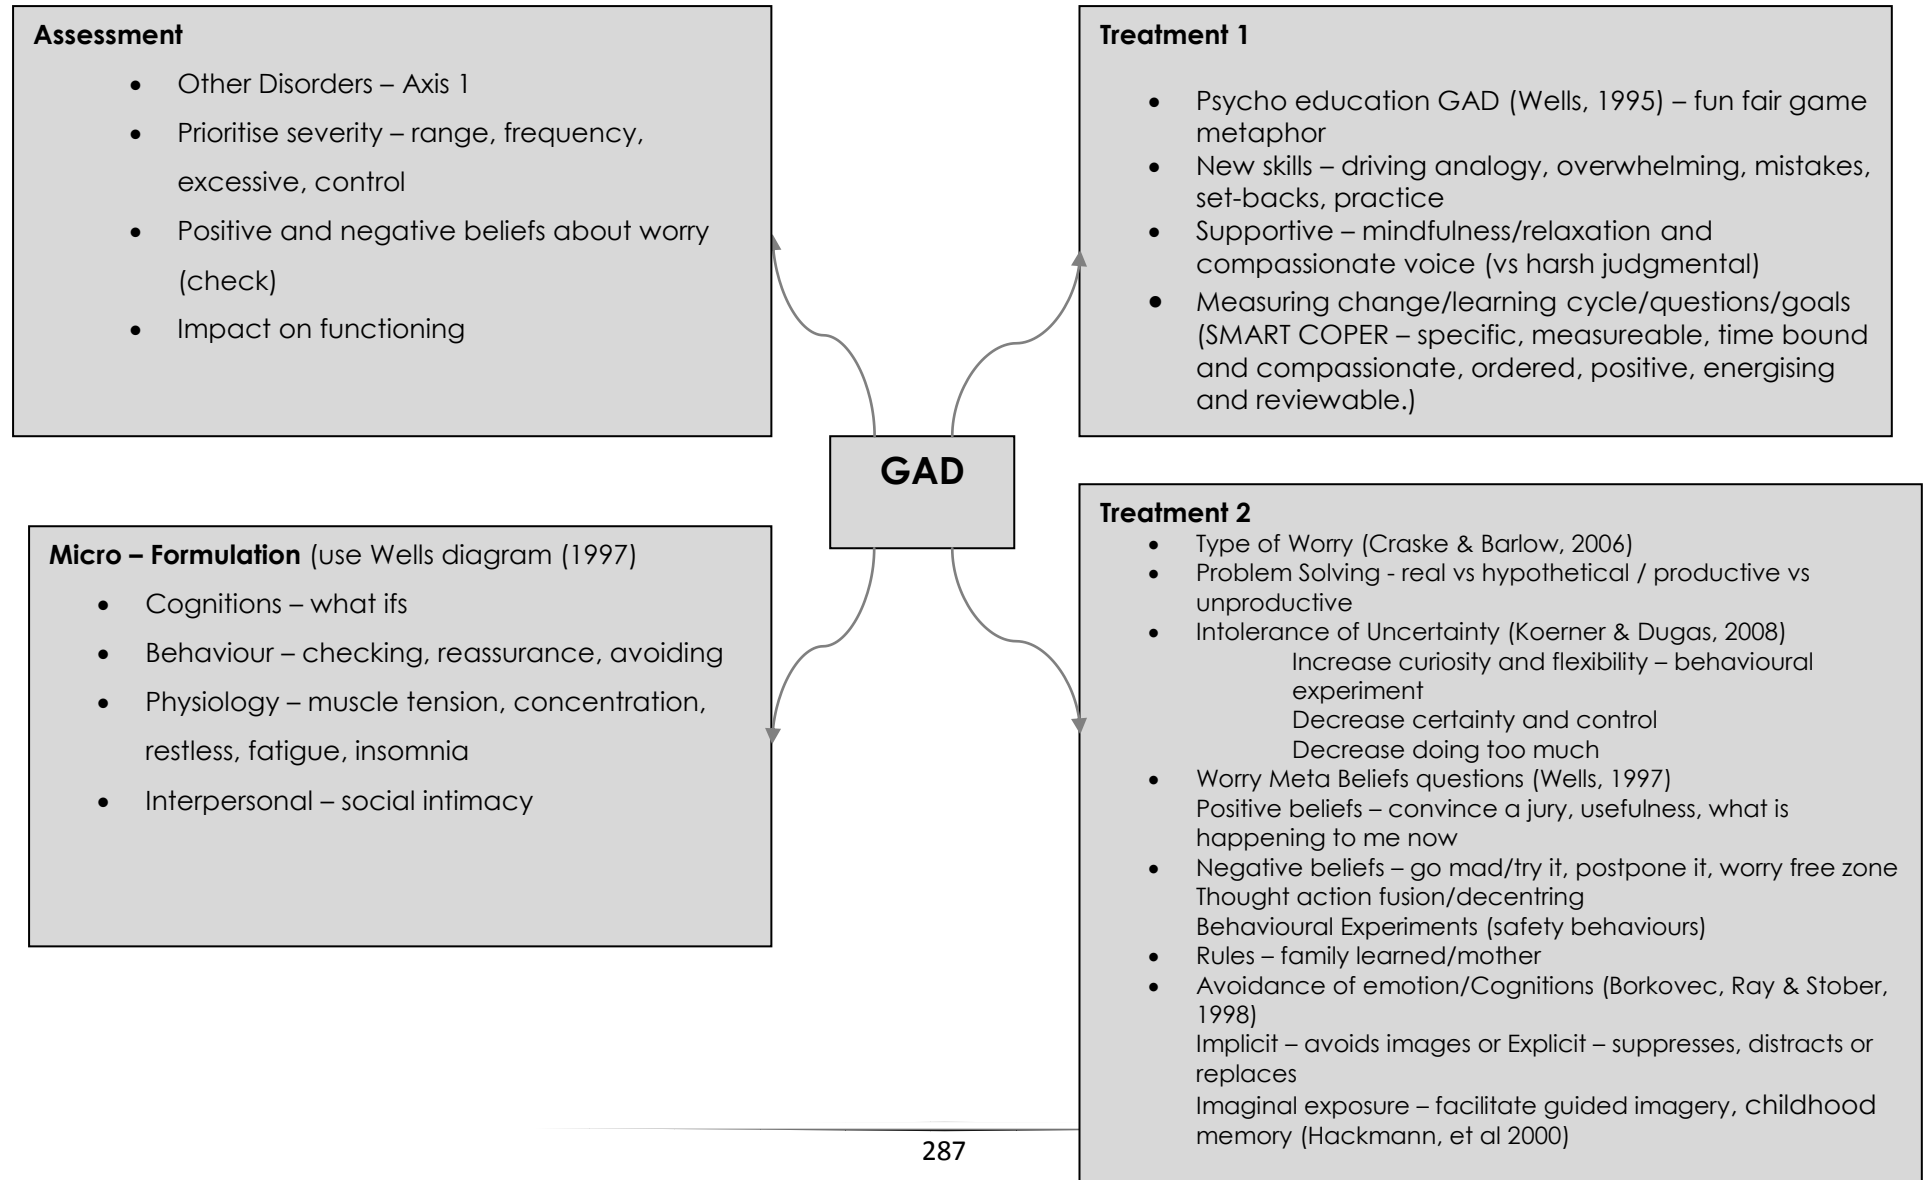 Assessment
• Other Disorders – Axis 1
• Prioritise severity – range, frequency,
excessive, control
• Positive and negative beliefs about worry
(check)
• Impact on functioning
Treatment 1
• Psycho education GAD (Wells, 1995) – fun fair game
metaphor
• New skills – driving analogy, overwhelming, mistakes,
set-backs, practice
• Supportive – mindfulness/relaxation and
compassionate voice (vs harsh judgmental)
• Measuring change/learning cycle/questions/goals
(SMART COPER – specific, measureable, time bound
and compassionate, ordered, positive, energising
and reviewable.)
GAD
Micro – Formulation (use Wells diagram (1997)
• Cognitions – what ifs
• Behaviour – checking, reassurance, avoiding
• Physiology – muscle tension, concentration,
restless, fatigue, insomnia
• Interpersonal – social intimacy
Treatment 2
• Type of Worry (Craske & Barlow, 2006)
• Problem Solving - real vs hypothetical / productive vs
unproductive
• Intolerance of Uncertainty (Koerner & Dugas, 2008)
Increase curiosity and flexibility – behavioural
experiment
Decrease certainty and control
Decrease doing too much
• Worry Meta Beliefs questions (Wells, 1997)
Positive beliefs – convince a jury, usefulness, what is
happening to me now
• Negative beliefs – go mad/try it, postpone it, worry free zone
Thought action fusion/decentring
Behavioural Experiments (safety behaviours)
• Rules – family learned/mother
• Avoidance of emotion/Cognitions (Borkovec, Ray & Stober,
1998)
Implicit – avoids images or Explicit – suppresses, distracts or
replaces
Imaginal exposure – facilitate guided imagery, childhood
memory (Hackmann, et al 2000)
287